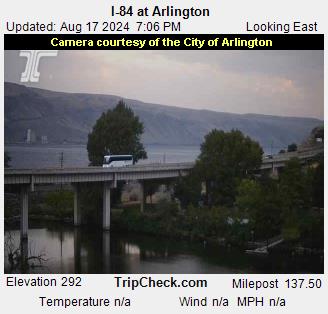 I-84 at Arlington
Updated: Aug 17 2024 7:06 PM Looking East
Camera courtesy of the City of Arlington
Elevation 292 TripCheck.com Milepost 137.50
Temperature n/a Wind n/a MPH n/a